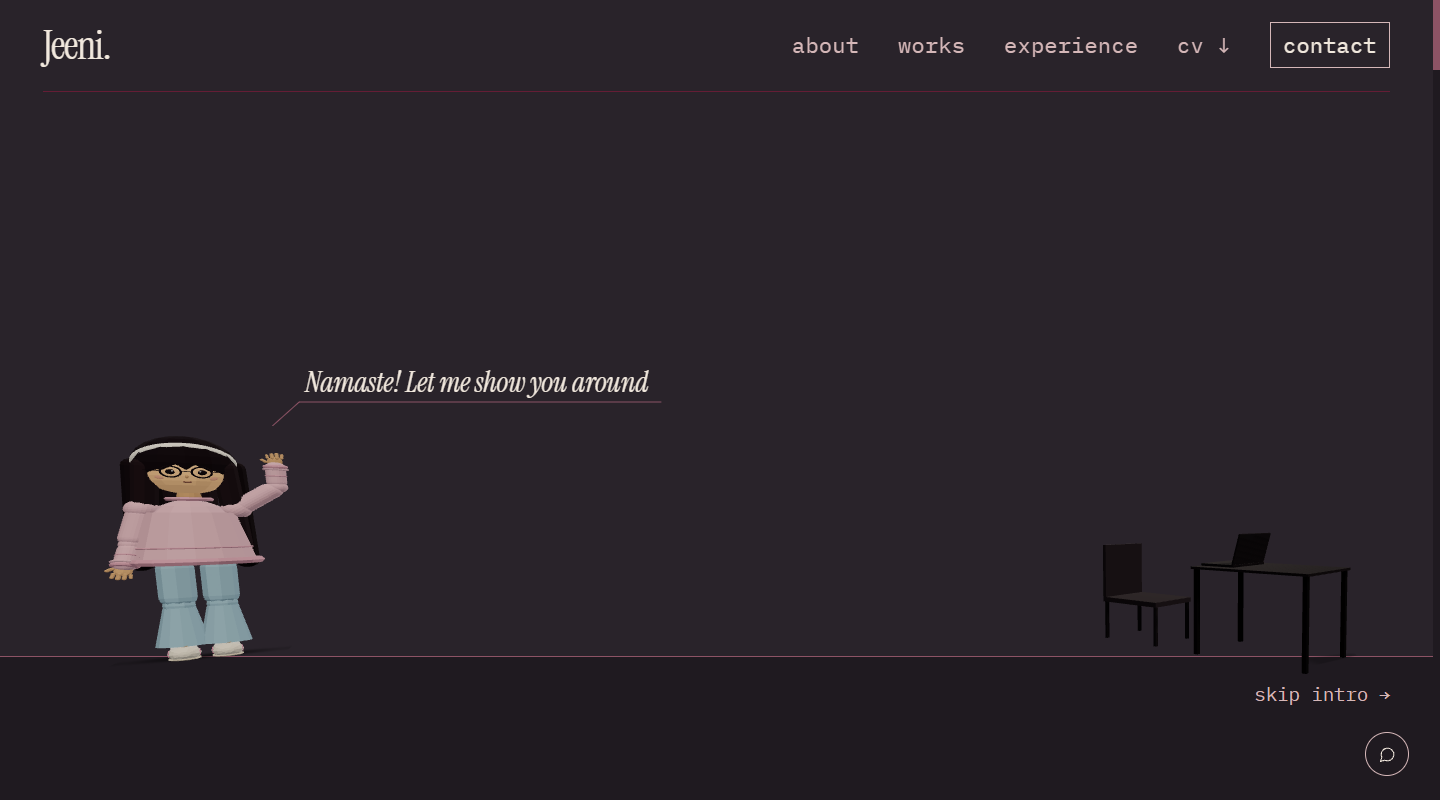 Jeeni.
about works experience cv ↓ contact
Namaste! Let me show you around
skip intro →